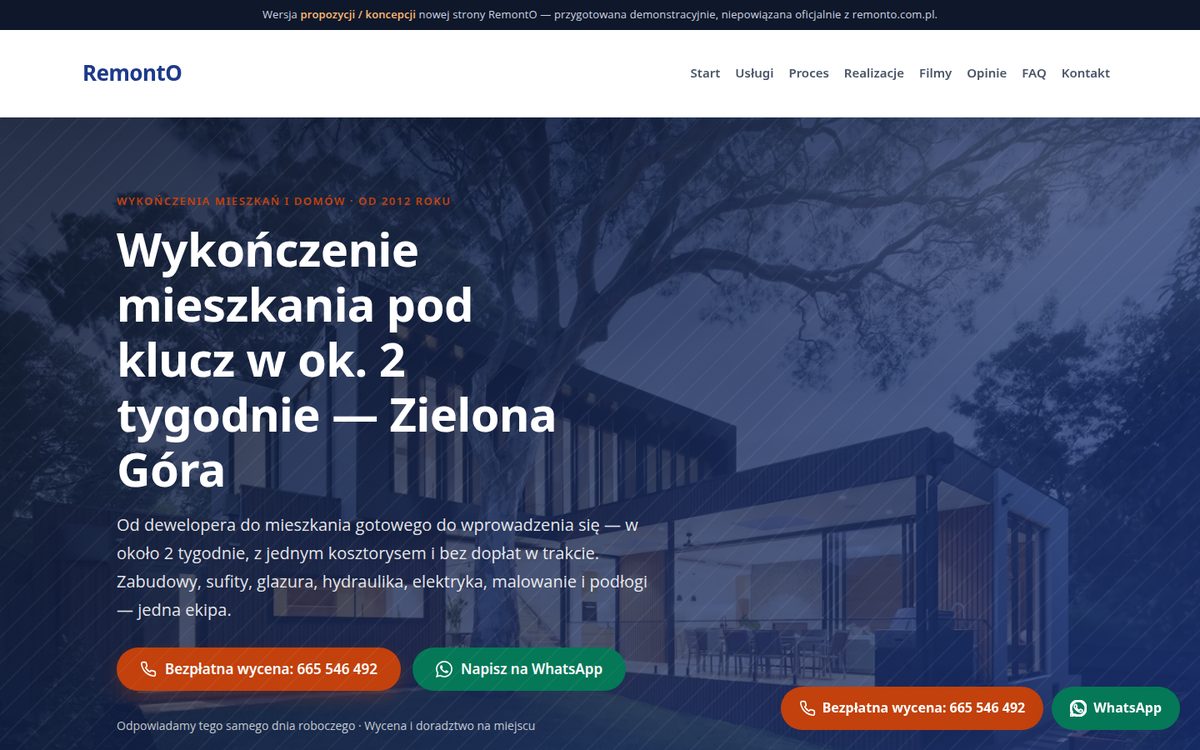 Wersja propozycji / koncepcji nowej strony RemontO — przygotowana demonstracyjnie, niepowiązana oficjalnie z remonto.com.pl.
RemontO
Start Usługi Proces Realizacje Filmy Opinie FAQ Kontakt
WYKOŃCZENIA MIESZKAŃ I DOMÓW · OD 2012 ROKU
Wykończenie
mieszkania pod
klucz w ok. 2
tygodnie — Zielona
Góra
Od dewelopera do mieszkania gotowego do wprowadzenia się — w
około 2 tygodnie, z jednym kosztorysem i bez dopłat w trakcie.
Zabudowy, sufity, glazura, hydraulika, elektryka, malowanie i podłogi
— jedna ekipa.
Bezpłatna wycena: 665 546 492 Napisz na WhatsApp
Bezpłatna wycena: 665 546 492 WhatsApp
Odpowiadamy tego samego dnia roboczego · Wycena i doradztwo na miejscu